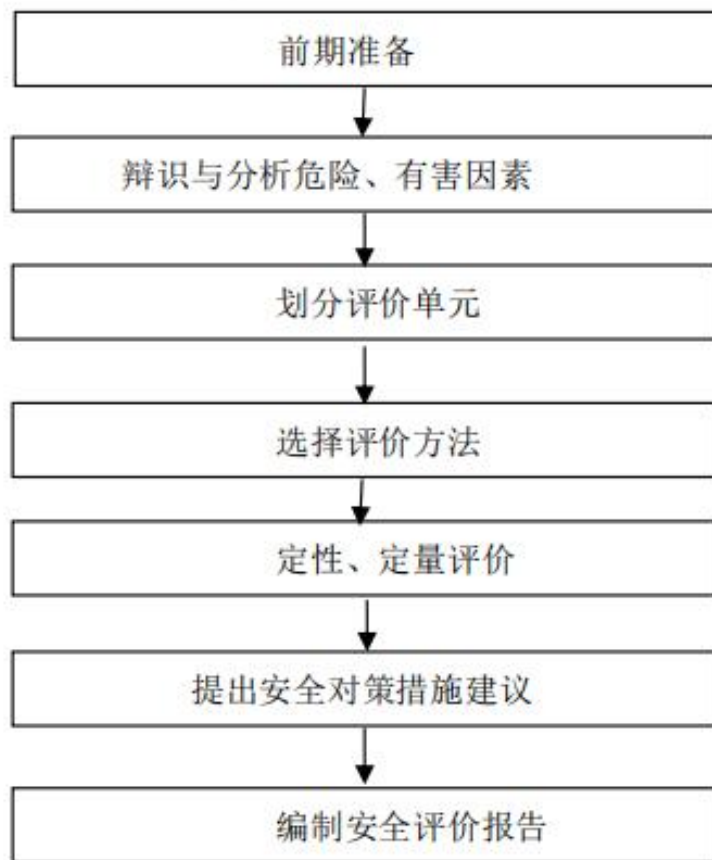 前期准备
辩识与分析危险、有害因素
划分评价单元
选择评价方法
定性、定量评价
提出安全对策措施建议
编制安全评价报告